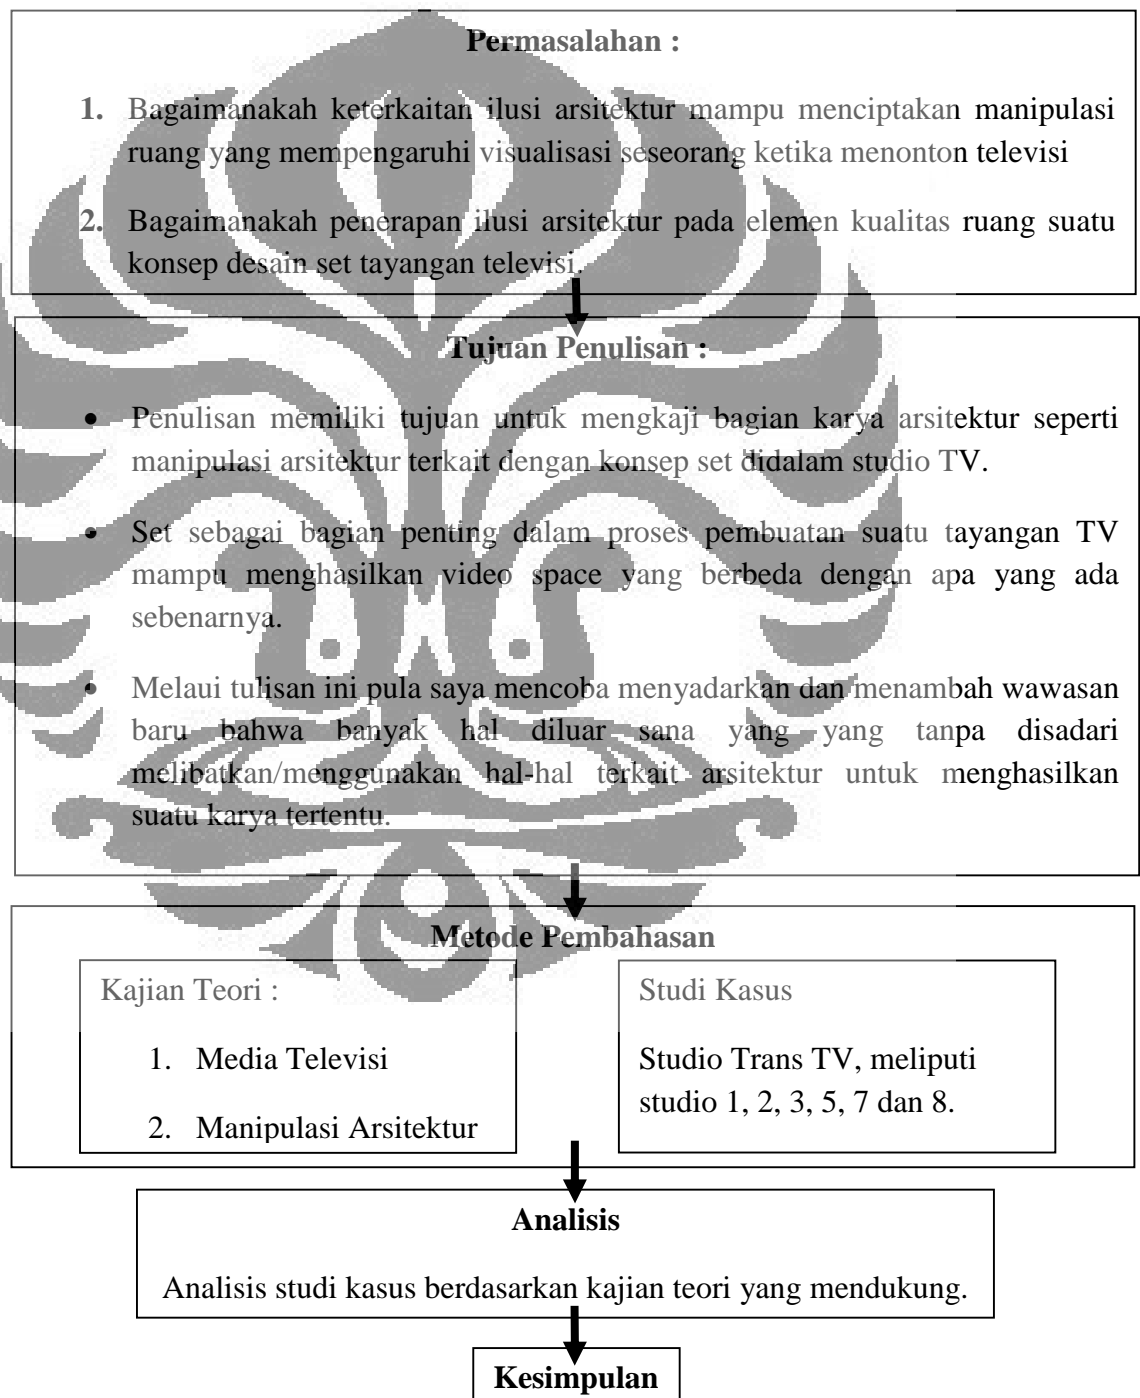 Permasalahan :
1. Bagaimanakah keterkaitan ilusi arsitektur mampu menciptakan manipulasi
ruang yang mempengaruhi visualisasi seseorang ketika menonton televisi
2. Bagaimanakah penerapan ilusi arsitektur pada elemen kualitas ruang suatu
konsep desain set tayangan televisi.
Tujuan Penulisan :
• Penulisan memiliki tujuan untuk mengkaji bagian karya arsitektur seperti
manipulasi arsitektur terkait dengan konsep set didalam studio TV.
• Set sebagai bagian penting dalam proses pembuatan suatu tayangan TV
mampu menghasilkan video space yang berbeda dengan apa yang ada
sebenarnya.
• Melaui tulisan ini pula saya mencoba menyadarkan dan menambah wawasan
baru bahwa banyak hal diluar sana yang yang tanpa disadari
melibatkan/menggunakan hal-hal terkait arsitektur untuk menghasilkan
suatu karya tertentu.
Metode Pembahasan
Kajian Teori :
1. Media Televisi
2. Manipulasi Arsitektur
Studi Kasus
Studio Trans TV, meliputi
studio 1, 2, 3, 5, 7 dan 8.
Analisis
Analisis studi kasus berdasarkan kajian teori yang mendukung.
Kesimpulan